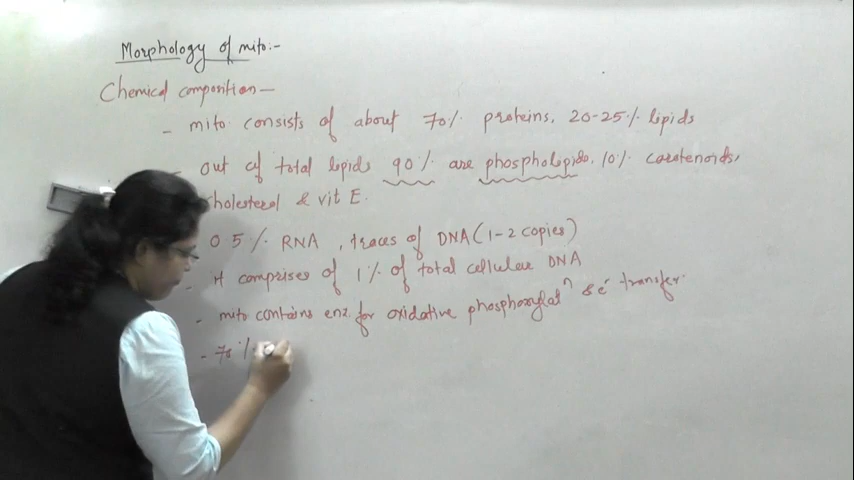 Morphology of mito:-
Chemical composition —
- mito consists of about 70% proteins, 20-25% lipids
- out of total lipids 90% are phospholipids, 10% carotenoids,
cholesterol & vit E.
0 5% RNA, traces of DNA (1-2 copies)
- It comprises of 1% of total cellular DNA
- mito contains enz for oxidative phosphorylatⁿ & e⁻ transfer.
- 70%